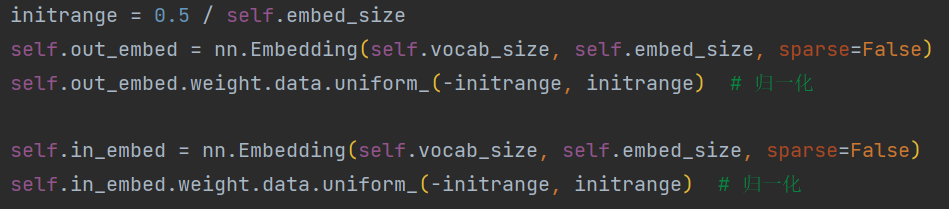 initrange = 0.5 / self.embed_size
self.out_embed = nn.Embedding(self.vocab_size, self.embed_size, sparse=False)
self.out_embed.weight.data.uniform_(-initrange, initrange)  # 归一化
self.in_embed = nn.Embedding(self.vocab_size, self.embed_size, sparse=False)
self.in_embed.weight.data.uniform_(-initrange, initrange)  # 归一化